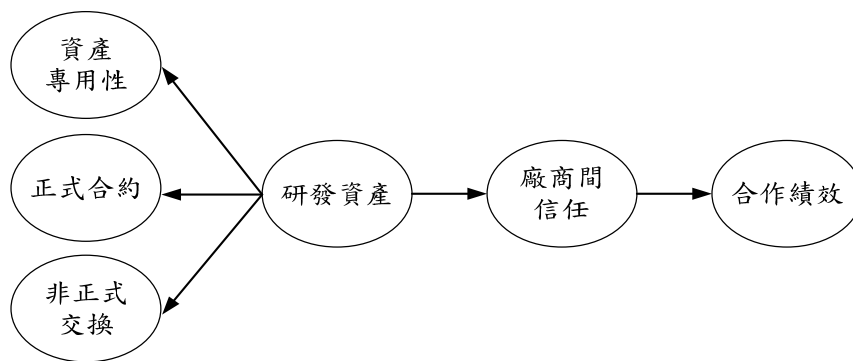 資產
專用性
正式合約
非正式
交換
研發資產
廠商間
信任
合作績效